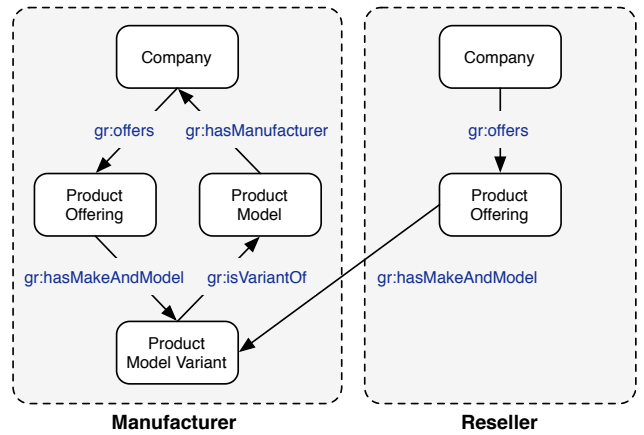 Company
Company
gr:offers
gr:hasManufacturer
gr:offers
Product
Offering
Product
Model
Product
Offering
gr:hasMakeAndModel
gr:isVariantOf
gr:hasMakeAndModel
Product
Model Variant
Manufacturer
Reseller